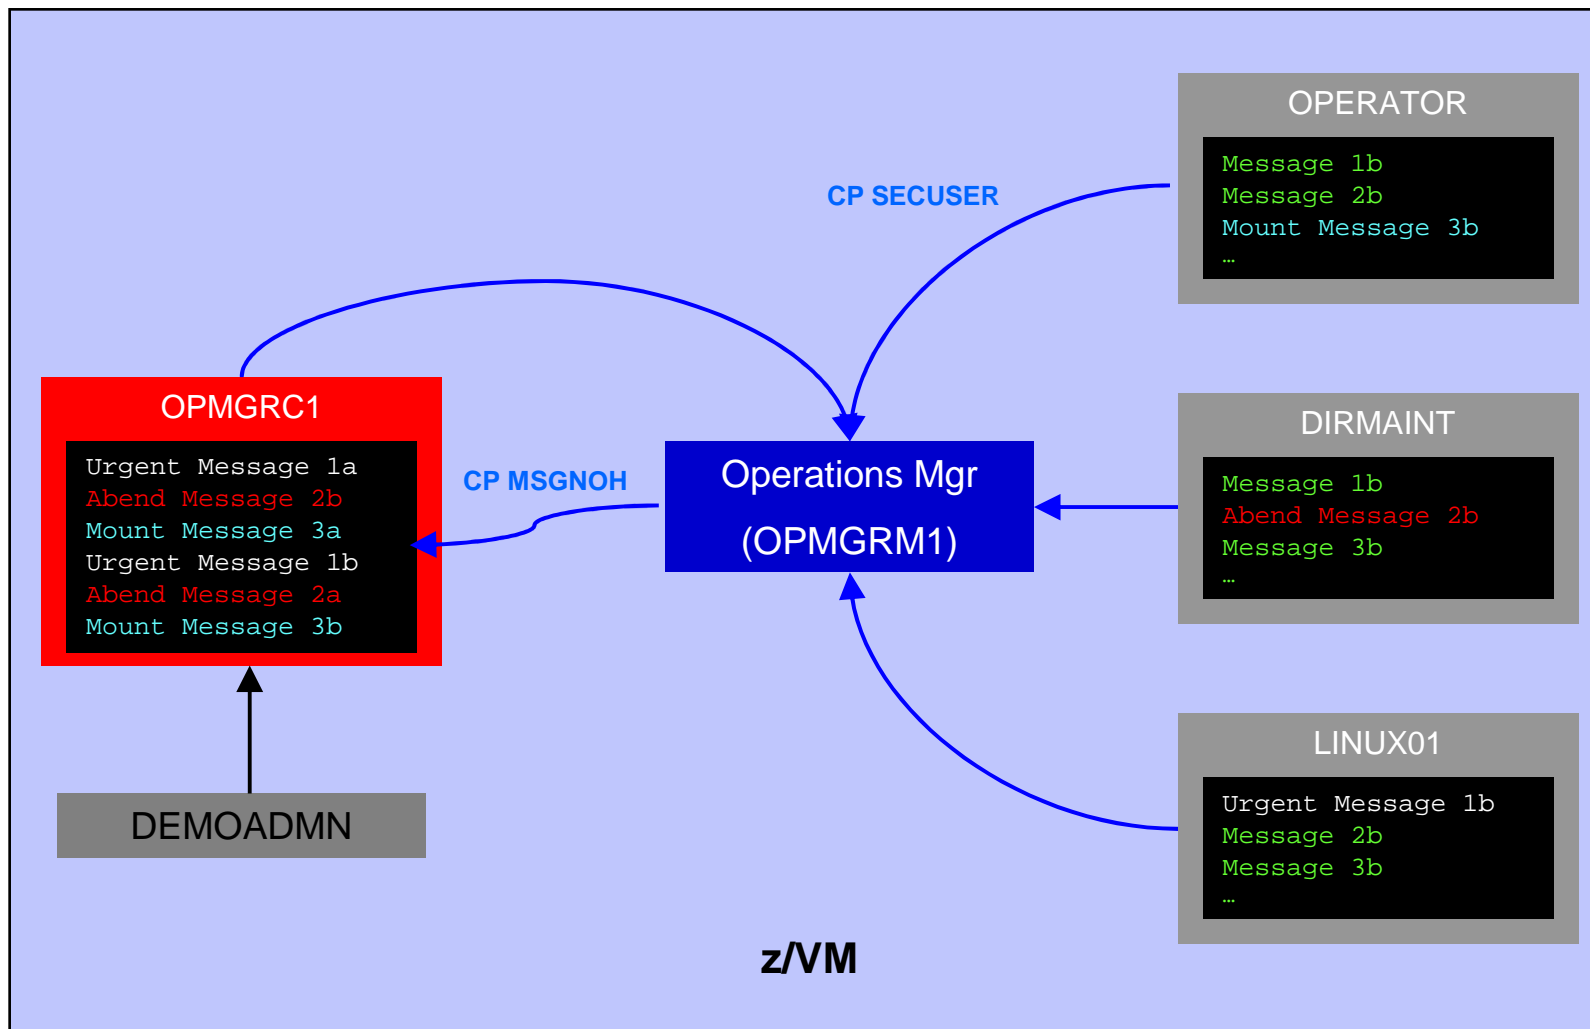 OPERATOR
Message 1b
Message 2b
Mount Message 3b
…
CP SECUSER
OPMGRC1
Urgent Message 1a
Abend Message 2b
Mount Message 3a
Urgent Message 1b
Abend Message 2a
Mount Message 3b
CP MSGNOH
Operations Mgr
(OPMGRM1)
DIRMAINT
Message 1b
Abend Message 2b
Message 3b
…
DEMOADMN
LINUX01
Urgent Message 1b
Message 2b
Message 3b
…
z/VM